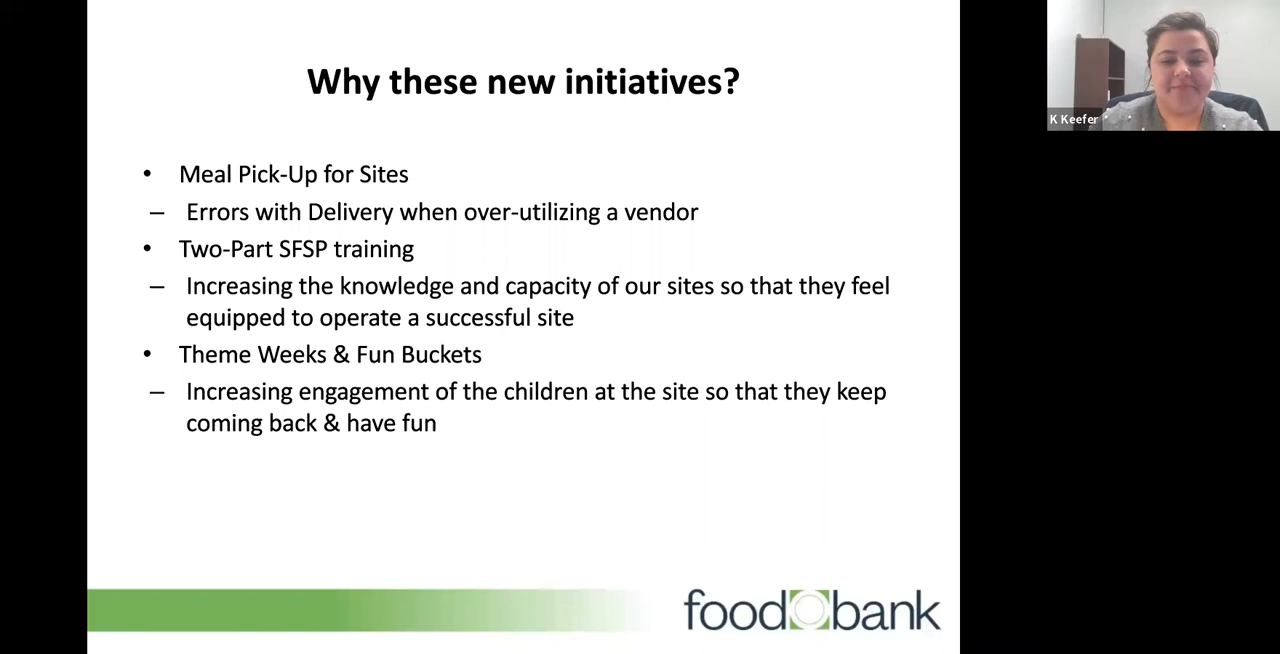 Why these new initiatives?
K Keefer
• Meal Pick-Up for Sites
– Errors with Delivery when over-utilizing a vendor
• Two-Part SFSP training
– Increasing the knowledge and capacity of our sites so that they feel
equipped to operate a successful site
• Theme Weeks & Fun Buckets
– Increasing engagement of the children at the site so that they keep
coming back & have fun
food bank